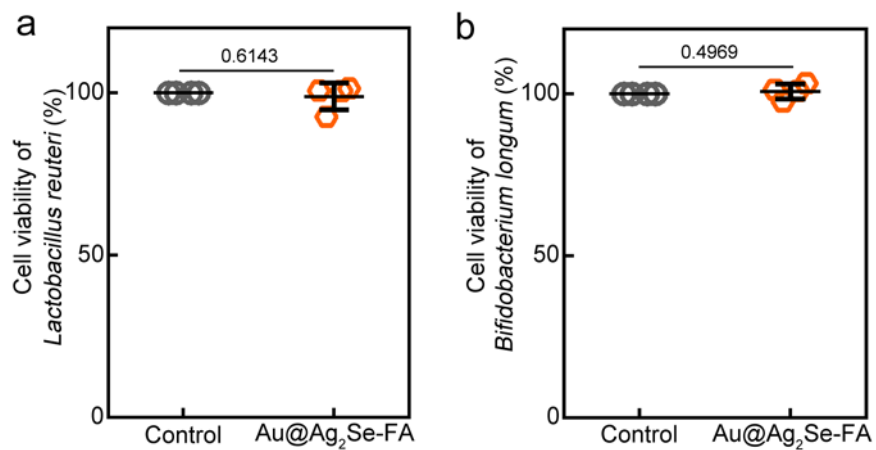 a
0.6143
100
50
0
Cell viability of
Lactobacillus reuteri (%)
Control
Au@Ag₂Se-FA
b
0.4969
100
50
0
Cell viability of
Bifidobacterium longum (%)
Control
Au@Ag₂Se-FA